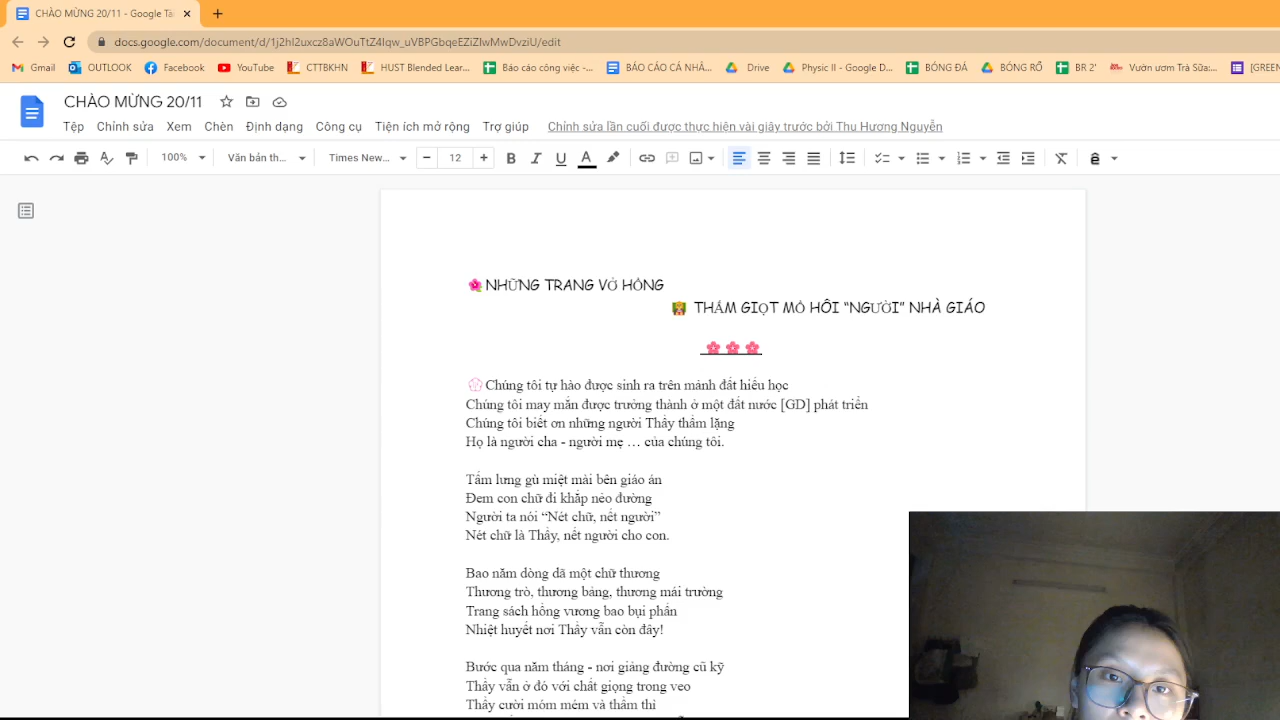 CHÀO MỪNG 20/11 - Google Tà
docs.google.com/document/d/1j2hI2uxcz8aWOuTtZ4Iqw_uVBPGbqeEZiZIwMwDvziU/edit
Gmail OUTLOOK Facebook YouTube CTTBKHN HUST Blended Lear... Báo cáo công việc -... BÁO CÁO CÁ NHÂ... Drive Physic II - Google D... BÓNG ĐÁ BÓNG RỔ BR 2' Vườn ươm Trà Sữa:... [GREEN
CHÀO MỪNG 20/11
Tệp Chỉnh sửa Xem Chèn Định dạng Công cụ Tiện ích mở rộng Trợ giúp Chỉnh sửa lần cuối được thực hiện vài giây trước bởi Thu Hương Nguyễn
100% Văn bản th... Times New... 12
NHỮNG TRANG VỞ HỒNG
THẤM GIỌT MỒ HÔI “NGƯỜI” NHÀ GIÁO
Chúng tôi tự hào được sinh ra trên mảnh đất hiếu học
Chúng tôi may mắn được trưởng thành ở một đất nước [GD] phát triển
Chúng tôi biết ơn những người Thầy thầm lặng
Họ là người cha - người mẹ … của chúng tôi.
Tấm lưng gù miệt mài bên giáo án
Đem con chữ đi khắp nẻo đường
Người ta nói “Nét chữ, nết người”
Nét chữ là Thầy, nết người cho con.
Bao năm dòng dã một chữ thương
Thương trò, thương bảng, thương mái trường
Trang sách hồng vương bao bụi phấn
Nhiệt huyết nơi Thầy vẫn còn đây!
Bước qua năm tháng - nơi giảng đường cũ kỹ
Thầy vẫn ở đó với chất giọng trong veo
Thầy cười móm mém và thầm thì